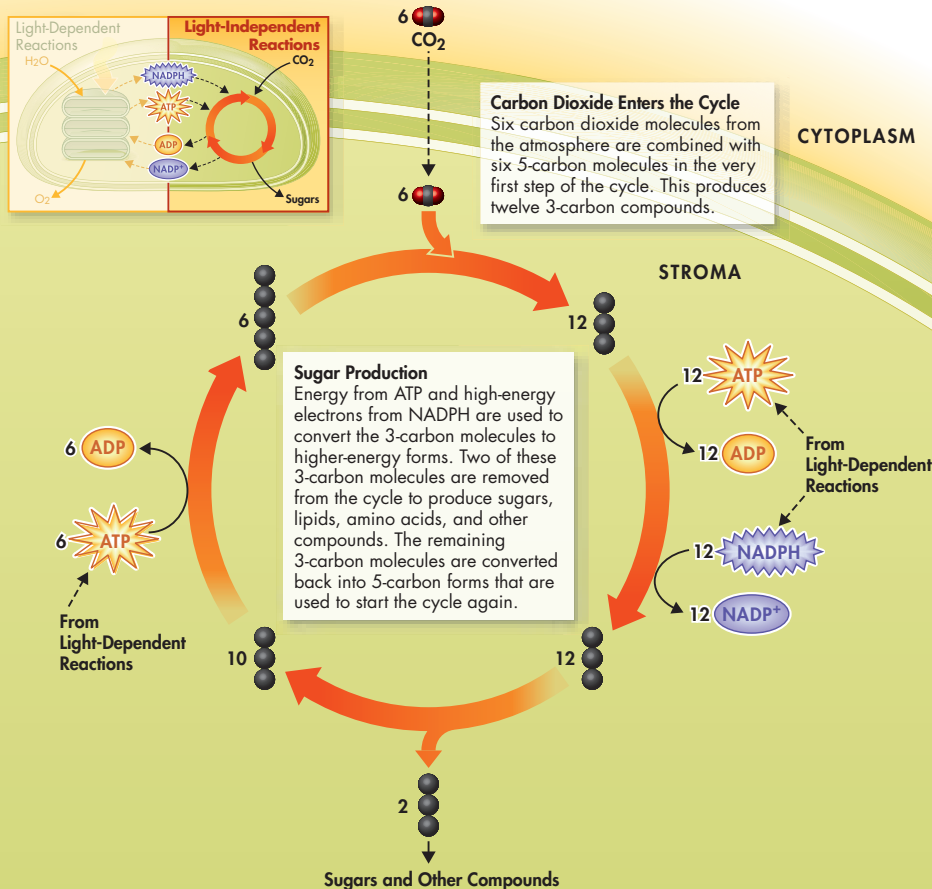 Light-Dependent
Reactions
H2O
Light-Independent
Reactions
CO2
NADPH
ATP
ADP
NADP+
O2
Sugars
6
CO2
6
Carbon Dioxide Enters the Cycle
Six carbon dioxide molecules from
the atmosphere are combined with
six 5-carbon molecules in the very
first step of the cycle. This produces
twelve 3-carbon compounds.
CYTOPLASM
STROMA
6
12
Sugar Production
Energy from ATP and high-energy
electrons from NADPH are used to
convert the 3-carbon molecules to
higher-energy forms. Two of these
3-carbon molecules are removed
from the cycle to produce sugars,
lipids, amino acids, and other
compounds. The remaining
3-carbon molecules are converted
back into 5-carbon forms that are
used to start the cycle again.
12 ATP
12 ADP
From
Light-Dependent
Reactions
12 NADPH
12 NADP+
6 ADP
6 ATP
From
Light-Dependent
Reactions
10
12
2
Sugars and Other Compounds